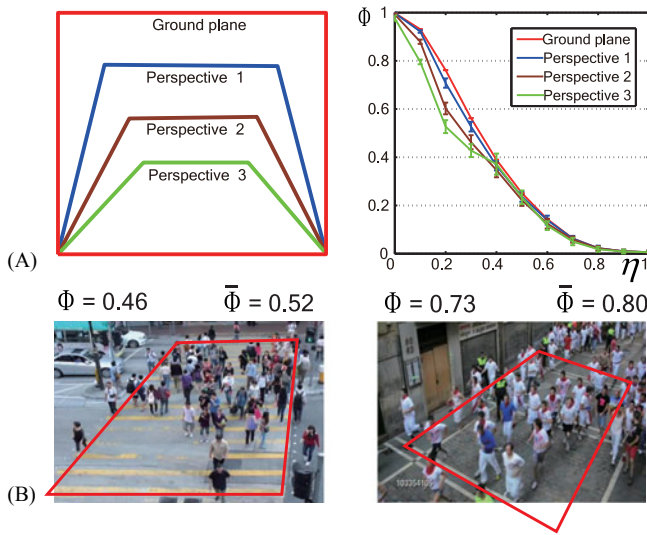 Ground plane
Perspective 1
Perspective 2
Perspective 3
(A)
Φ
1
0.8
0.6
0.4
0.2
0
Ground plane
Perspective 1
Perspective 2
Perspective 3
0 0.2 0.4 0.6 0.8 1
η
Φ = 0.46 Φ̄ = 0.52
Φ = 0.73 Φ̄ = 0.80
(B)